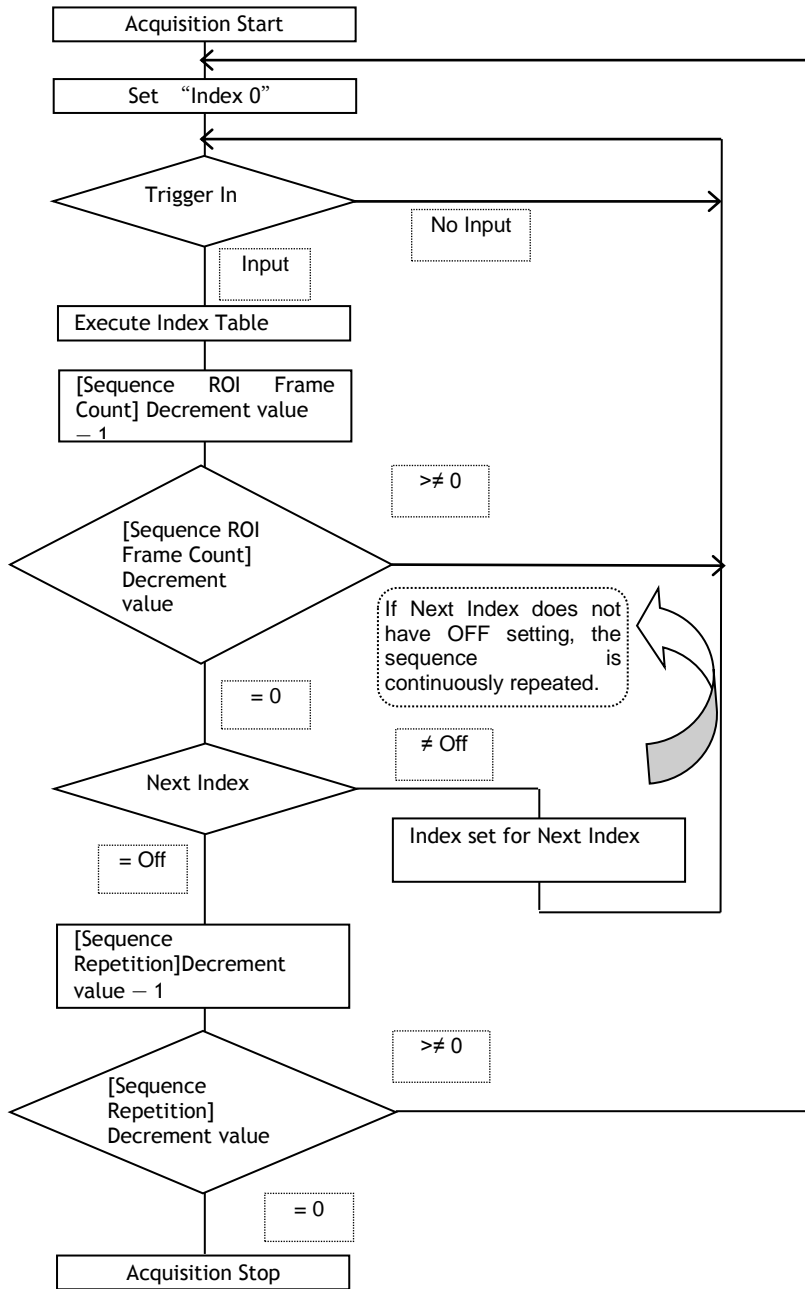 Acquisition Start
Set “Index 0”
Trigger In
No Input
Input
Execute Index Table
[Sequence ROI Frame
Count] Decrement value
— 1
>≠ 0
[Sequence ROI
Frame Count]
Decrement
value
If Next Index does not
have OFF setting, the
sequence is
continuously repeated.
= 0
≠ Off
Next Index
Index set for Next Index
= Off
[Sequence
Repetition]Decrement
value — 1
>≠ 0
[Sequence
Repetition]
Decrement value
= 0
Acquisition Stop